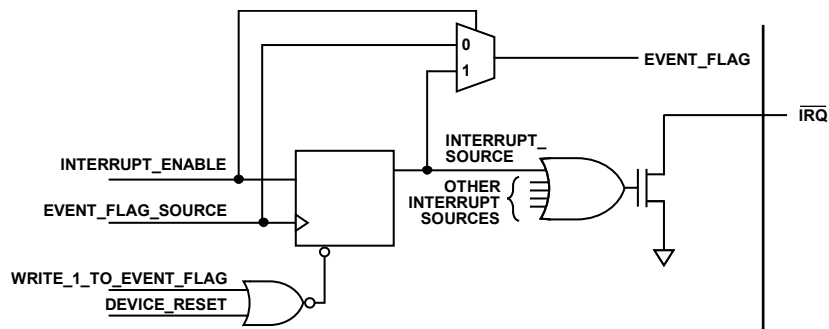 0
1
EVENT_FLAG
IRQ
INTERRUPT_ENABLE
INTERRUPT_
SOURCE
OTHER
INTERRUPT
SOURCES
EVENT_FLAG_SOURCE
WRITE_1_TO_EVENT_FLAG
DEVICE_RESET